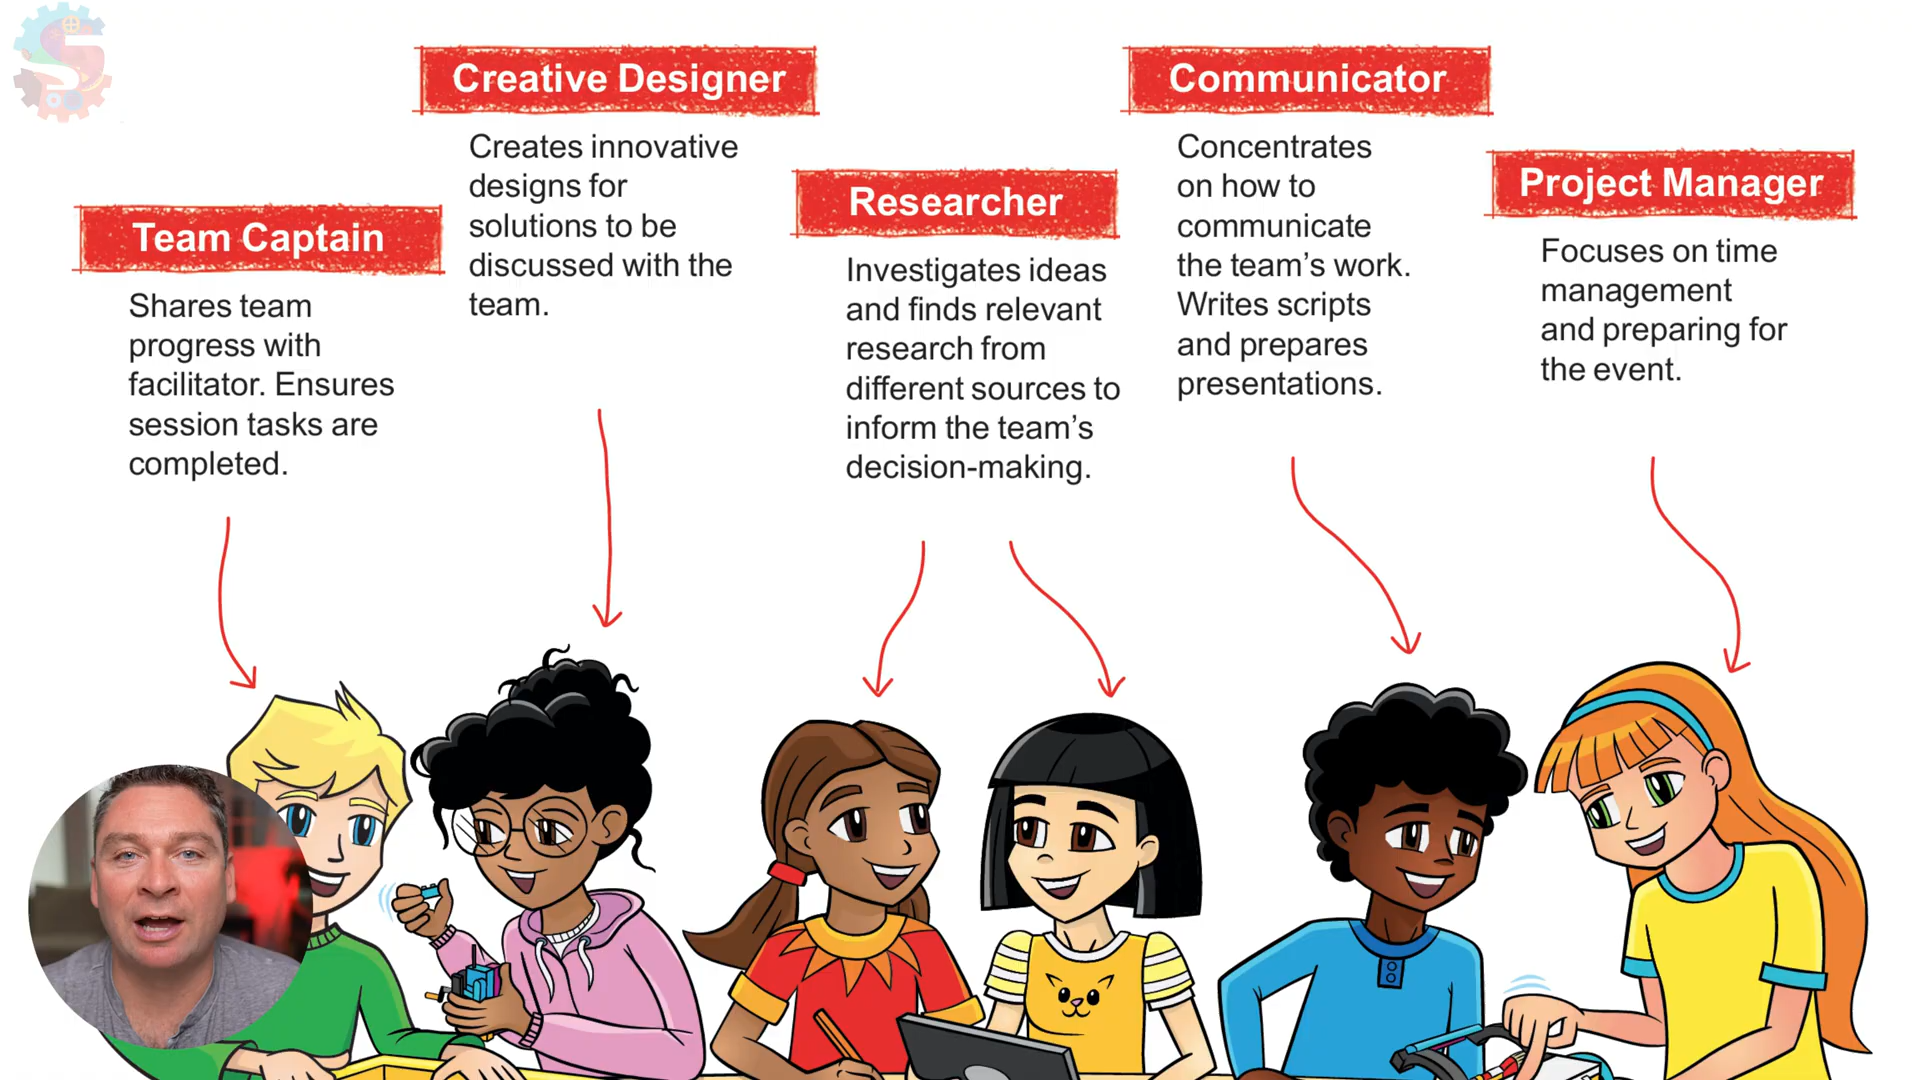 Team Captain
Shares team
progress with
facilitator. Ensures
session tasks are
completed.
Creative Designer
Creates innovative
designs for
solutions to be
discussed with the
team.
Researcher
Investigates ideas
and finds relevant
research from
different sources to
inform the team’s
decision-making.
Communicator
Concentrates
on how to
communicate
the team’s work.
Writes scripts
and prepares
presentations.
Project Manager
Focuses on time
management
and preparing for
the event.